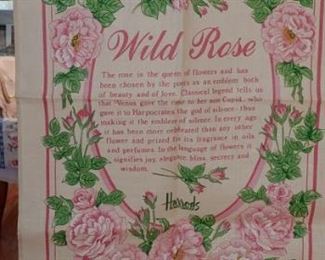 Wild Rose
The rose is the queen of flowers and has
been chosen by the poets as an emblem both
of beauty and of love. Classical legend tells us
that Venus gave the rose to her son Cupid, who
gave it to Harpocrates the god of silence - thus
making it the emblem of silence. In every age
it has been more celebrated than any other
flower and prized for its fragrance in oils
and perfumes. In the language of flowers it
signifies joy, elegance, bliss, secrecy and
wisdom.
Harrods